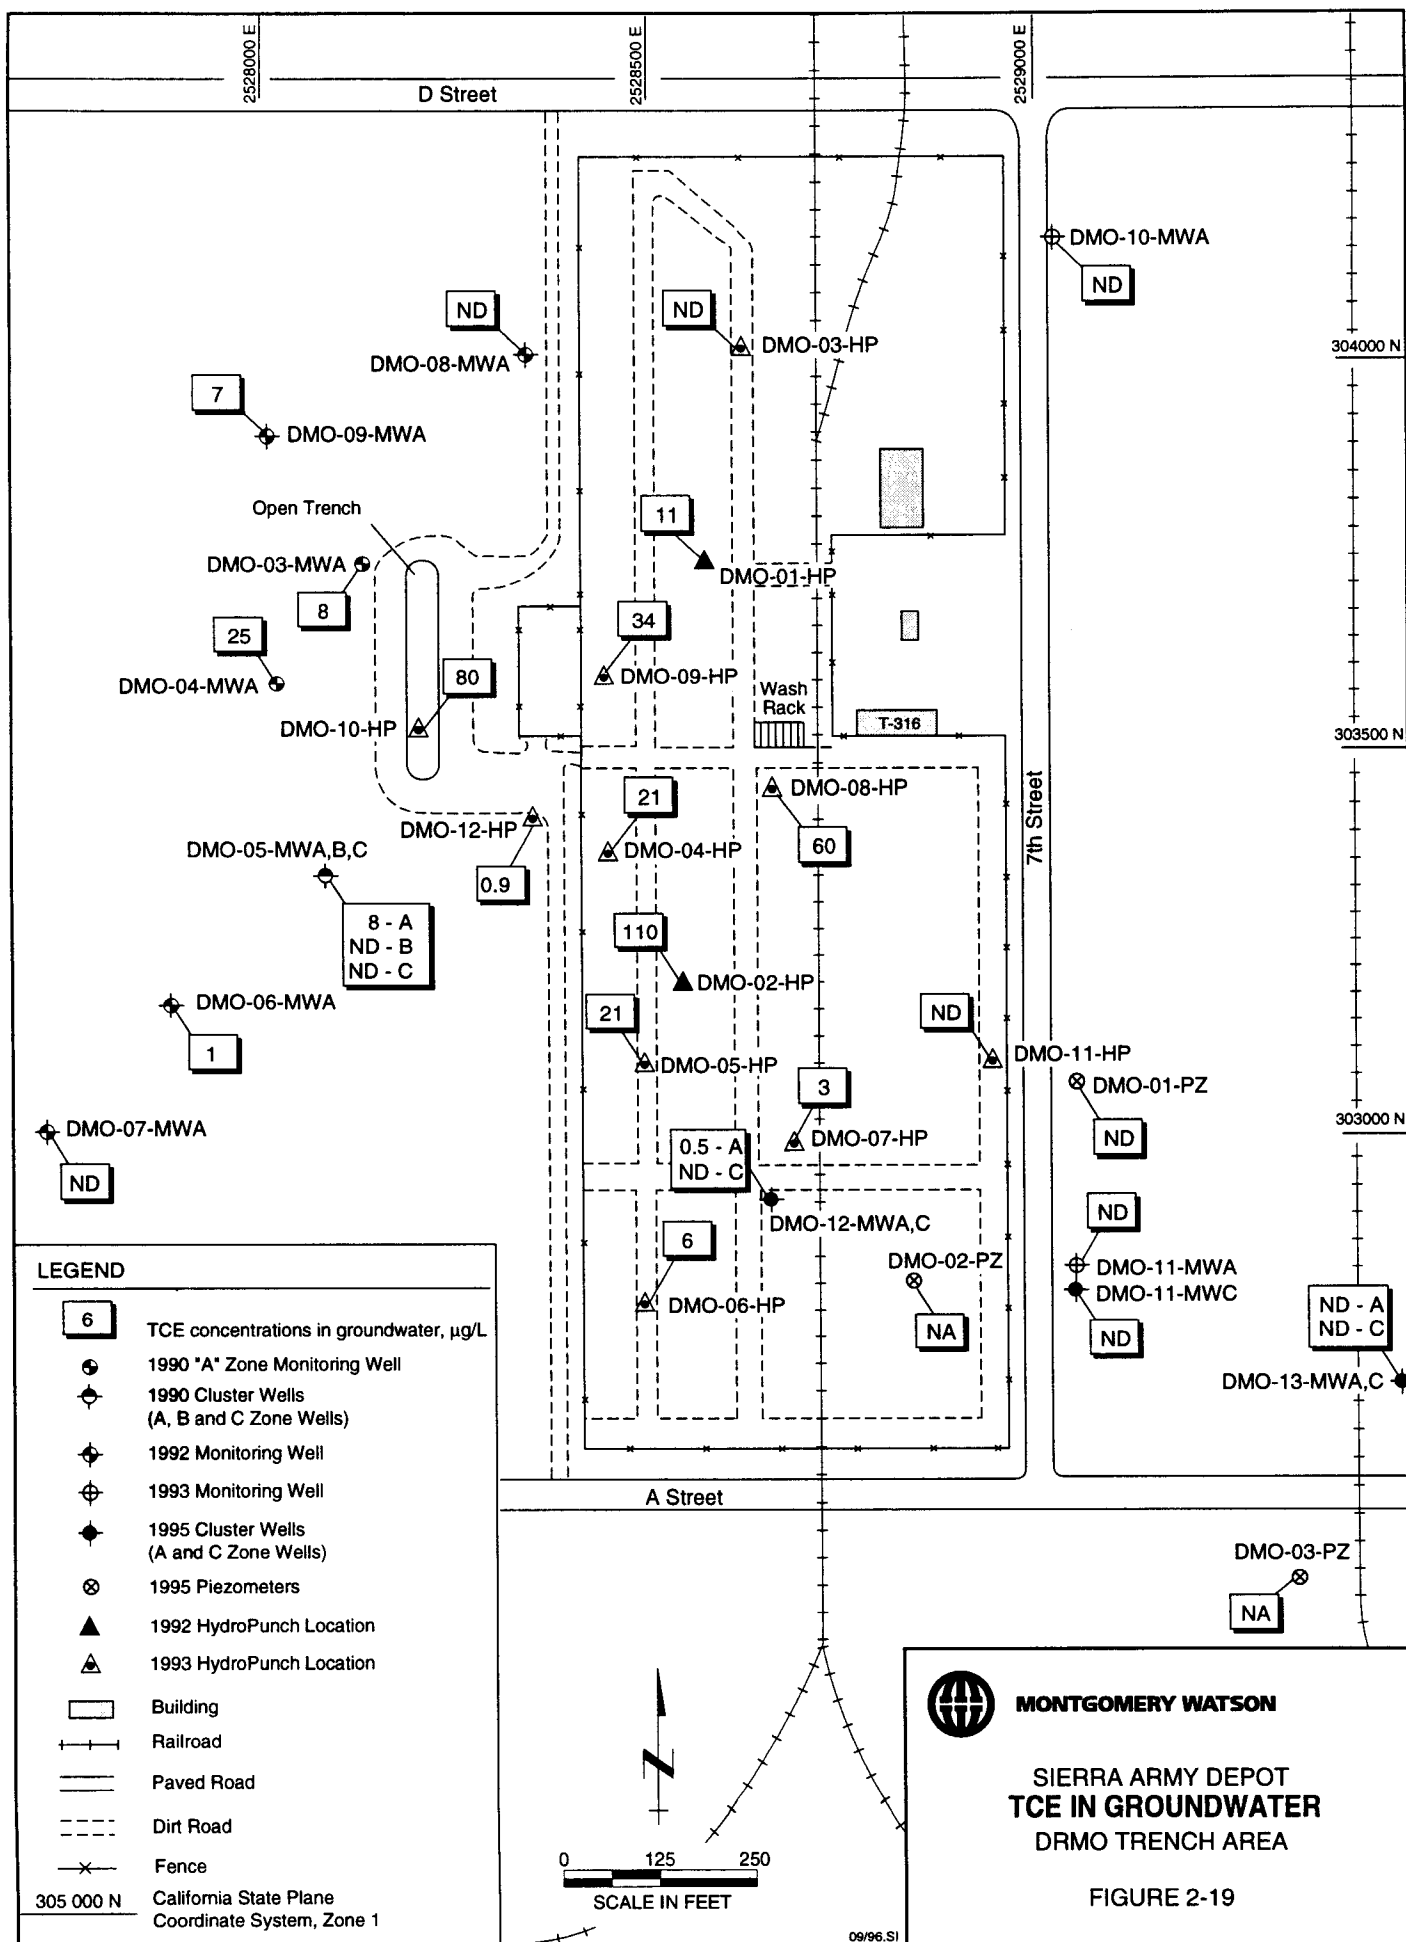 2528000 E
2528500 E
2529000 E
D Street
DMO-10-MWA
ND
ND
DMO-08-MWA
ND
DMO-03-HP
304000 N
7
DMO-09-MWA
Open Trench
11
DMO-01-HP
DMO-03-MWA
8
25
DMO-04-MWA
34
DMO-09-HP
80
DMO-10-HP
Wash
Rack
T-316
303500 N
7th Street
21
DMO-04-HP
DMO-08-HP
60
DMO-12-HP
0.9
DMO-05-MWA,B,C
8 - A
ND - B
ND - C
110
DMO-02-HP
DMO-06-MWA
1
21
DMO-05-HP
ND
DMO-11-HP
DMO-01-PZ
ND
3
DMO-07-HP
303000 N
DMO-07-MWA
ND
0.5 - A
ND - C
DMO-12-MWA,C
6
DMO-06-HP
DMO-02-PZ
NA
ND
DMO-11-MWA
DMO-11-MWC
ND
ND - A
ND - C
DMO-13-MWA,C
A Street
DMO-03-PZ
NA
LEGEND
6
TCE concentrations in groundwater, µg/L
1990 "A" Zone Monitoring Well
1990 Cluster Wells
(A, B and C Zone Wells)
1992 Monitoring Well
1993 Monitoring Well
1995 Cluster Wells
(A and C Zone Wells)
1995 Piezometers
1992 HydroPunch Location
1993 HydroPunch Location
Building
Railroad
Paved Road
Dirt Road
Fence
305 000 N
California State Plane
Coordinate System, Zone 1
N
0 125 250
SCALE IN FEET
09/96.SI
MONTGOMERY WATSON
SIERRA ARMY DEPOT
TCE IN GROUNDWATER
DRMO TRENCH AREA
FIGURE 2-19